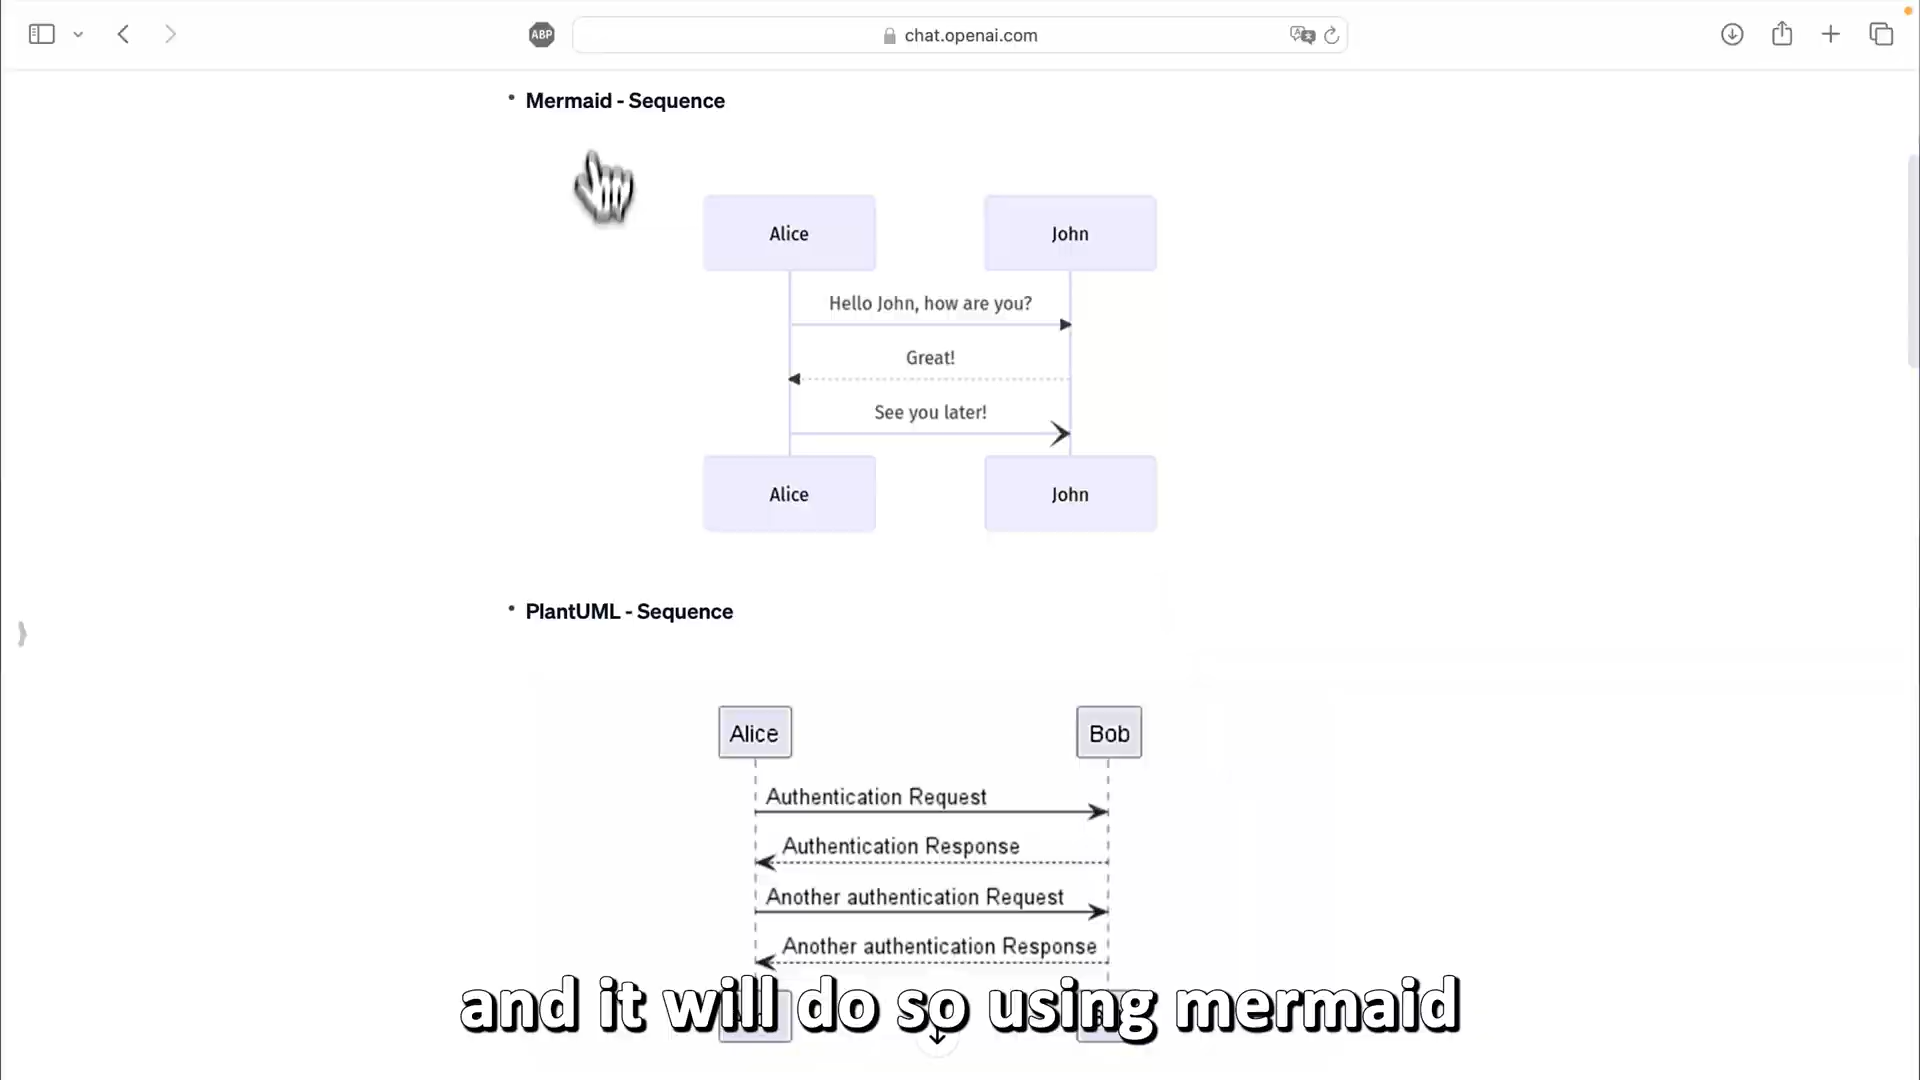 ABP
chat.openai.com
Mermaid - Sequence
Alice
John
Hello John, how are you?
Great!
See you later!
Alice
John
PlantUML - Sequence
Alice
Bob
Authentication Request
Authentication Response
Another authentication Request
Another authentication Response
and it will do so using mermaid